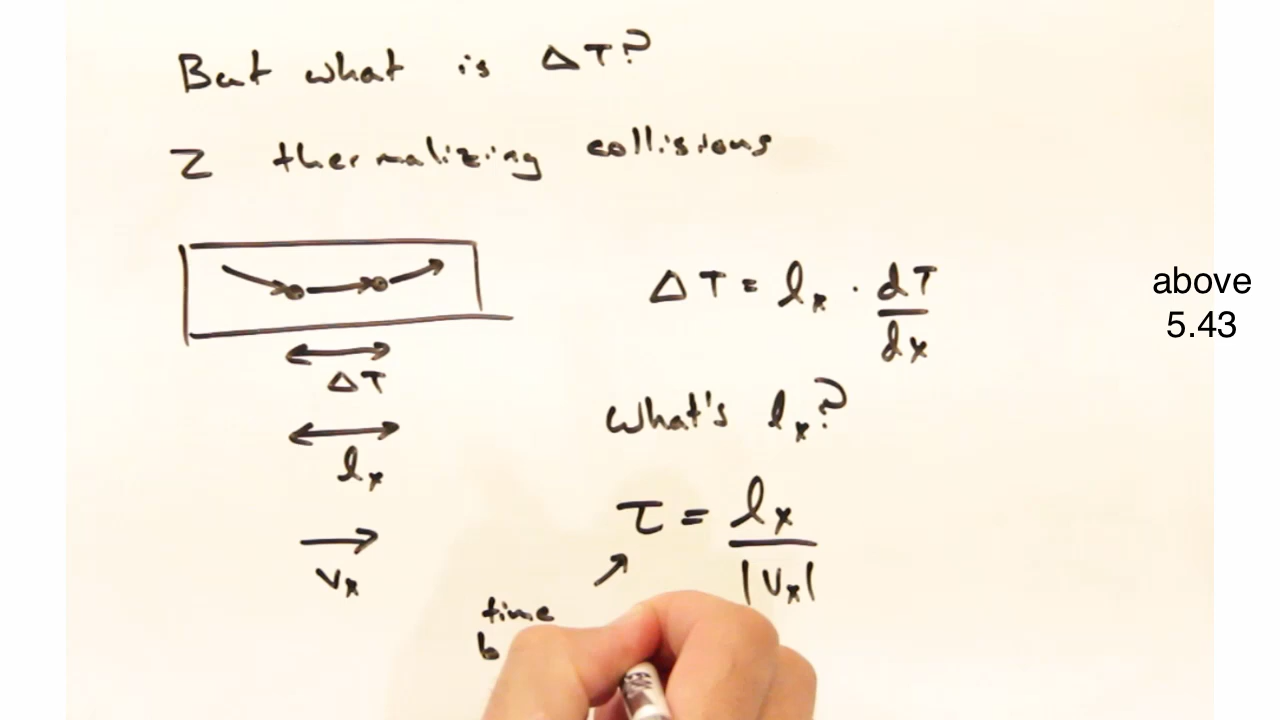 But what is ΔT?
2 thermalizing collisions
ΔT = lₓ · dT/dx
above
5.43
ΔT
What's lₓ?
lₓ
τ = lₓ/|vₓ|
vₓ
time
b